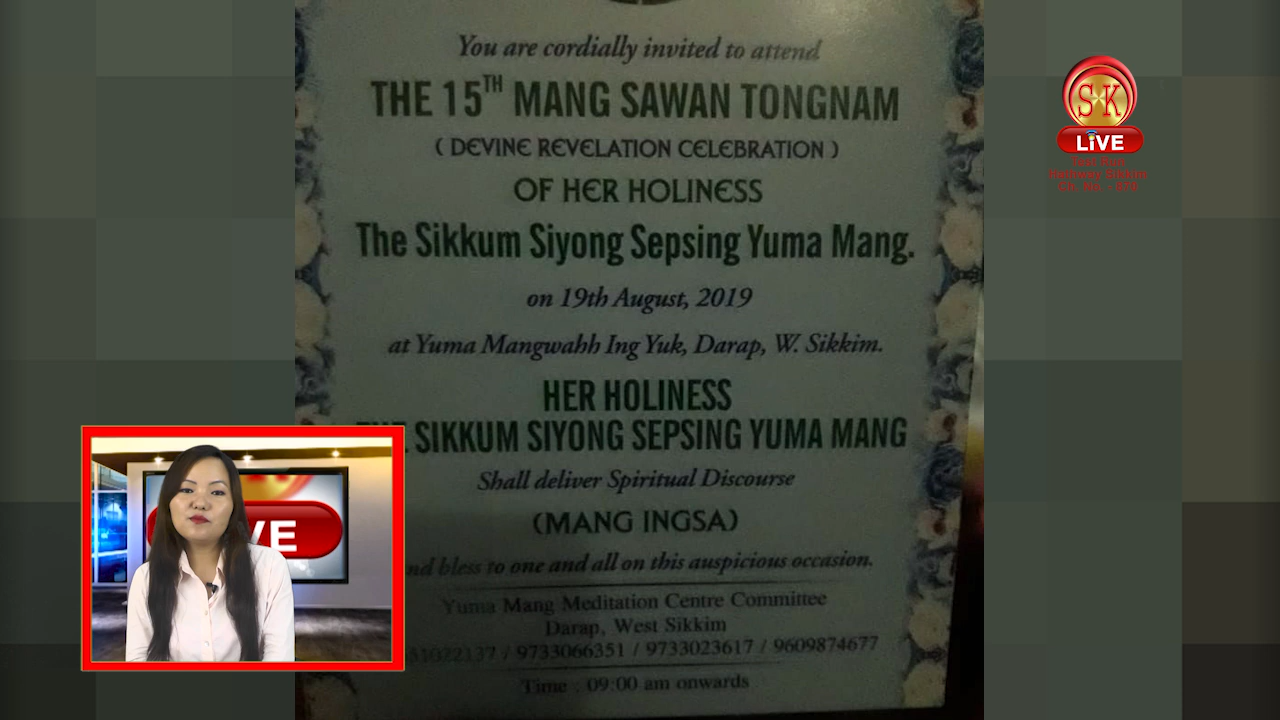 You are cordially invited to attend
THE 15TH MANG SAWAN TONGNAM
( DEVINE REVELATION CELEBRATION )
OF HER HOLINESS
The Sikkum Siyong Sepsing Yuma Mang.
on 19th August, 2019
at Yuma Mangwahh Ing Yuk, Darap, W. Sikkim.
HER HOLINESS
SIKKUM SIYONG SEPSING YUMA MANG
Shall deliver Spiritual Discourse
(MANG INGSA)
bless to one and all on this auspicious occasion.
Yuma Mang Meditation Centre Committee
Darap, West Sikkim
/ 9733066351 / 9733023617 / 9609874677
Time : 09:00 am onwards
SK
LiVE